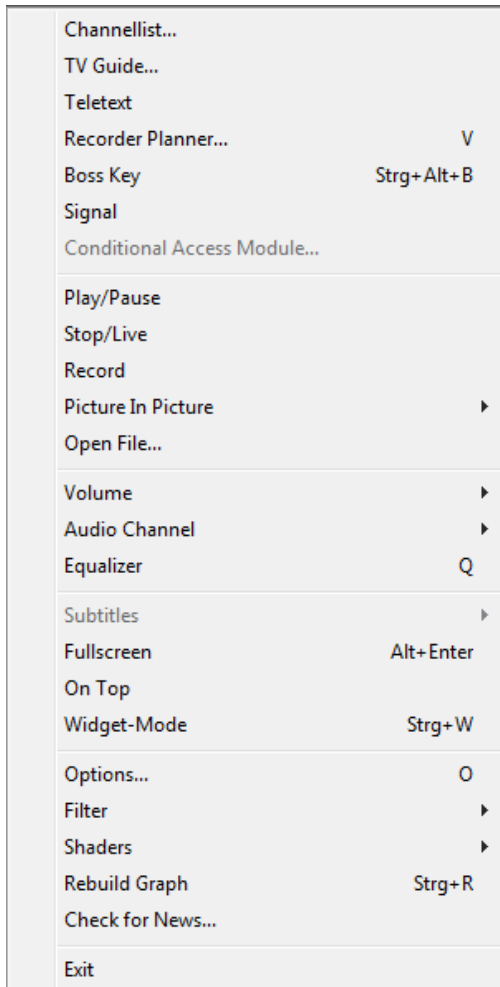 Channellist...
TV Guide...
Teletext
Recorder Planner... V
Boss Key Strg+Alt+B
Signal
Conditional Access Module...
Play/Pause
Stop/Live
Record
Picture In Picture
Open File...
Volume
Audio Channel
Equalizer Q
Subtitles
Fullscreen Alt+Enter
On Top
Widget-Mode Strg+W
Options... O
Filter
Shaders
Rebuild Graph Strg+R
Check for News...
Exit